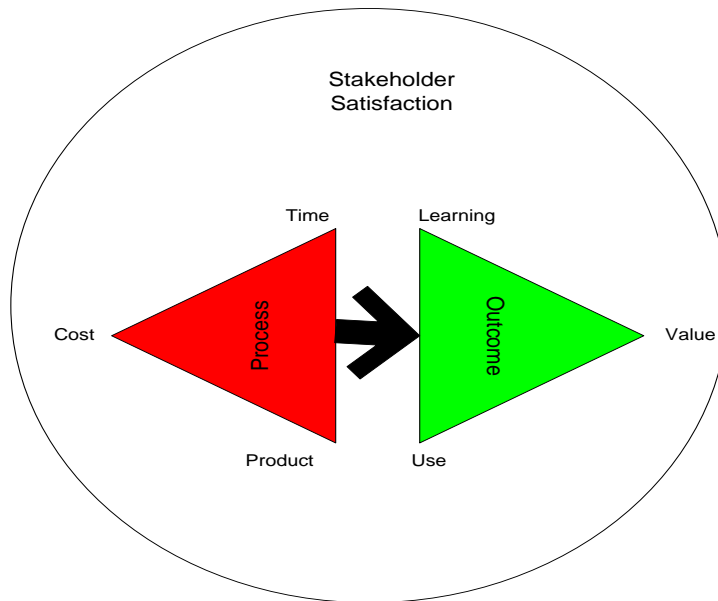 Stakeholder
Satisfaction
Time
Learning
Process
Outcome
Cost
Value
Product
Use